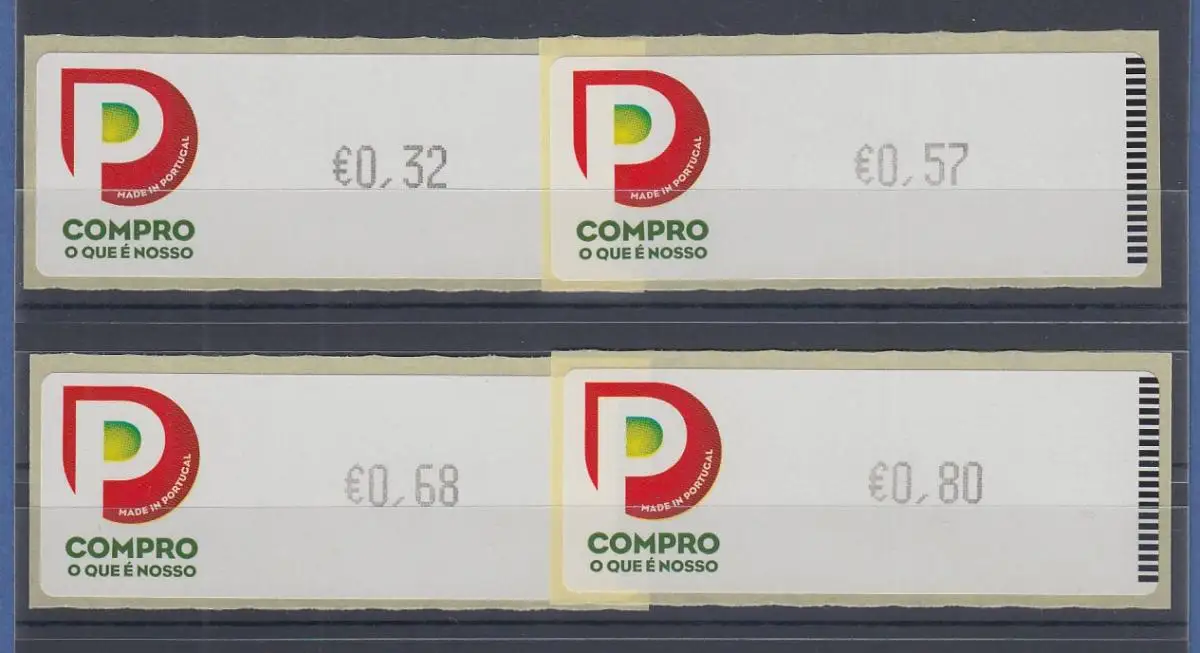 P
MADE IN PORTUGAL
COMPRO
O QUE É NOSSO
€0,32
P
MADE IN PORTUGAL
COMPRO
O QUE É NOSSO
€0,57
P
MADE IN PORTUGAL
COMPRO
O QUE É NOSSO
€0,68
P
MADE IN PORTUGAL
COMPRO
O QUE É NOSSO
€0,80